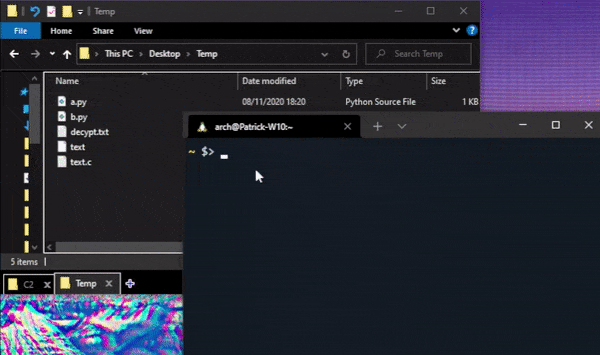 Temp
File Home Share View
This PC > Desktop > Temp
Search Temp
Name Date modified Type Size
a.py 08/11/2020 18:20 Python Source File 1 KB
b.py
decypt.txt
text
text.c
arch@Patrick-W10:~
~ $>
5 items
C2 Temp